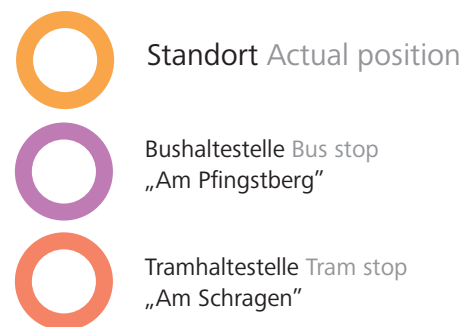 Standort Actual position
Bushaltestelle Bus stop
„Am Pfingstberg”
Tramhaltestelle Tram stop
„Am Schragen”